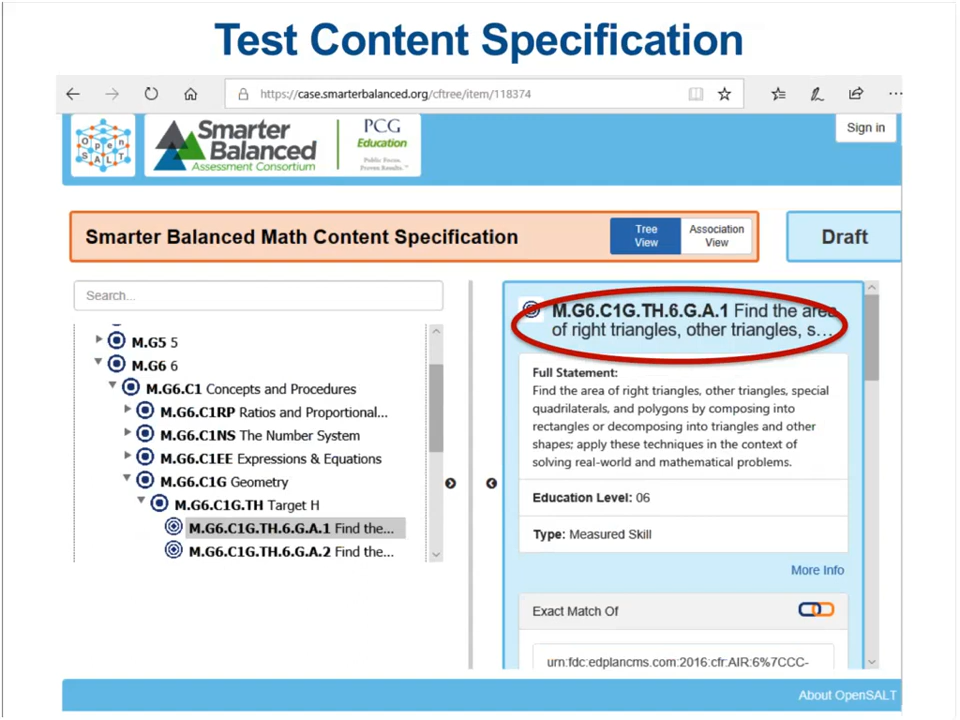 Test Content Specification
https://case.smarterbalanced.org/cftree/item/118374
Open
SALT
Smarter
Balanced
Assessment Consortium
PCG
Education
Public Focus.
Proven Results.™
Sign in
Smarter Balanced Math Content Specification
Tree
View
Association
View
Draft
Search...
M.G5 5
M.G6 6
M.G6.C1 Concepts and Procedures
M.G6.C1RP Ratios and Proportional...
M.G6.C1NS The Number System
M.G6.C1EE Expressions & Equations
M.G6.C1G Geometry
M.G6.C1G.TH Target H
M.G6.C1G.TH.6.G.A.1 Find the...
M.G6.C1G.TH.6.G.A.2 Find the...
M.G6.C1G.TH.6.G.A.1 Find the area
of right triangles, other triangles, s...
Full Statement:
Find the area of right triangles, other triangles, special
quadrilaterals, and polygons by composing into
rectangles or decomposing into triangles and other
shapes; apply these techniques in the context of
solving real-world and mathematical problems.
Education Level: 06
Type: Measured Skill
More Info
Exact Match Of
urn:fdc:edplancms.com:2016:cfr:AIR:6%7CCC-
About OpenSALT